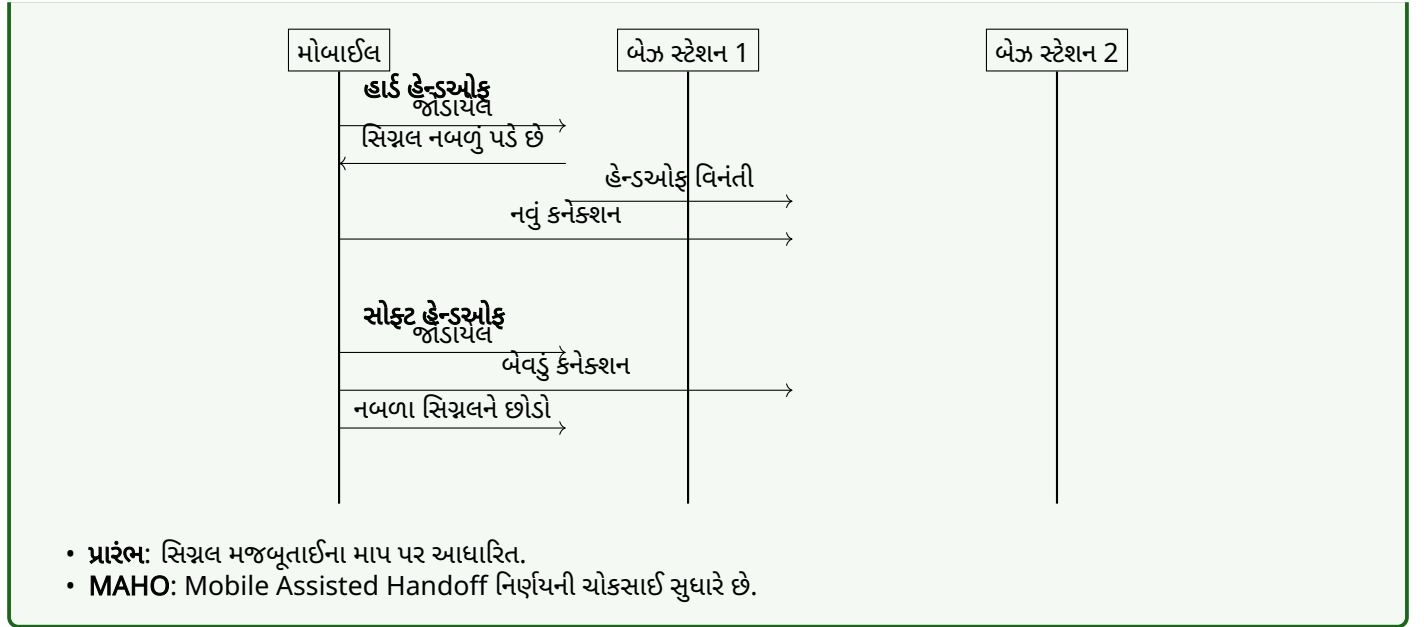 મોબાઈલ બેઝ સ્ટેશન 1 બેઝ સ્ટેશન 2
હાર્ડ હેન્ડઓફ
જોડાયેલ
સિગ્નલ નબળું પડે છે
હેન્ડઓફ વિનંતી
નવું કનેક્શન
સોફ્ટ હેન્ડઓફ
જોડાયેલ
બેવડું કનેક્શન
નબળા સિગ્નલને છોડો
• પ્રારંભ: સિગ્નલ મજબૂતાઈના માપ પર આધારિત.
• MAHO: Mobile Assisted Handoff નિર્ણયની ચોકસાઈ સુધારે છે.